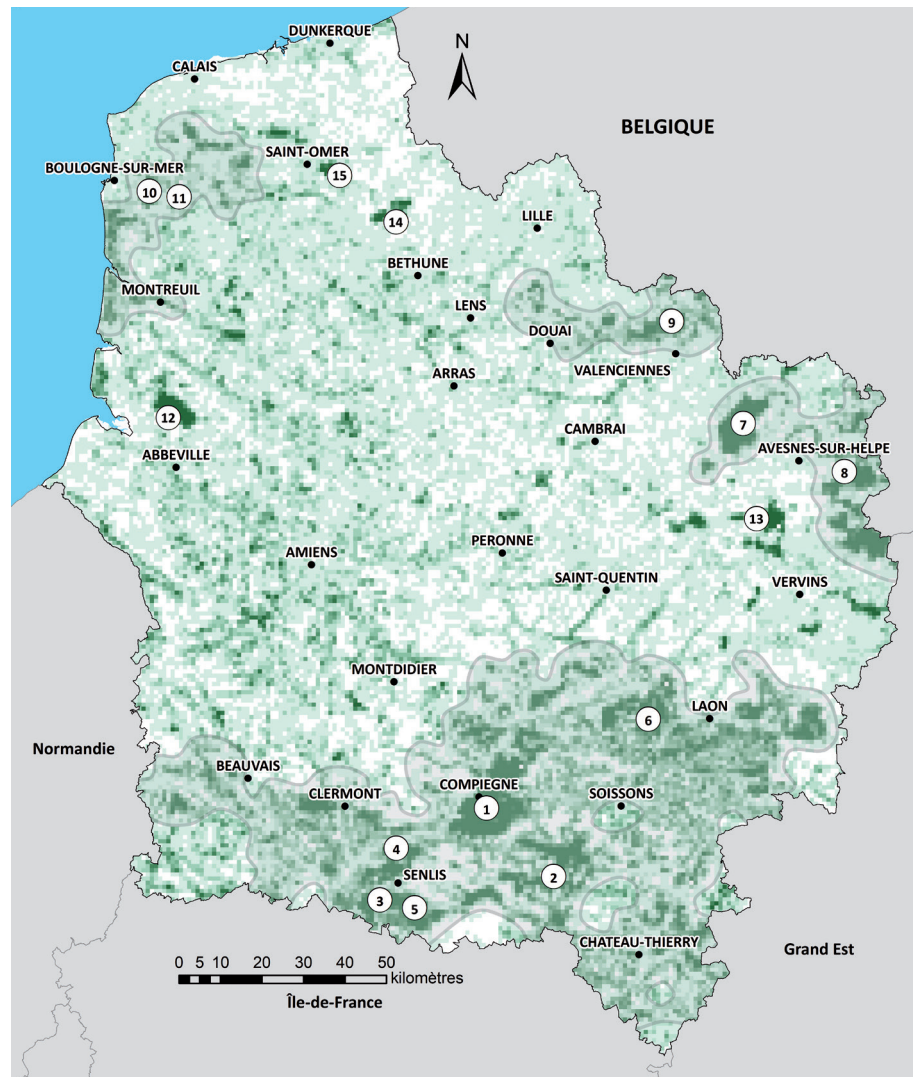 DUNKERQUE
N
CALAIS
BELGIQUE
SAINT-OMER
BOULOGNE-SUR-MER
15
10
11
14
LILLE
BETHUNE
MONTREUIL
LENS
9
DOUAI
VALENCIENNES
ARRAS
12
7
CAMBRAI
AVESNES-SUR-HELPE
ABBEVILLE
8
13
PERONNE
AMIENS
SAINT-QUENTIN
VERVINS
MONTDIDIER
LAON
6
Normandie
BEAUVAIS
COMPIEGNE
CLERMONT
SOISSONS
1
4
SENLIS
2
3
5
CHATEAU-THIERRY
Grand Est
0 5 10 20 30 40 50
kilomètres
Île-de-France